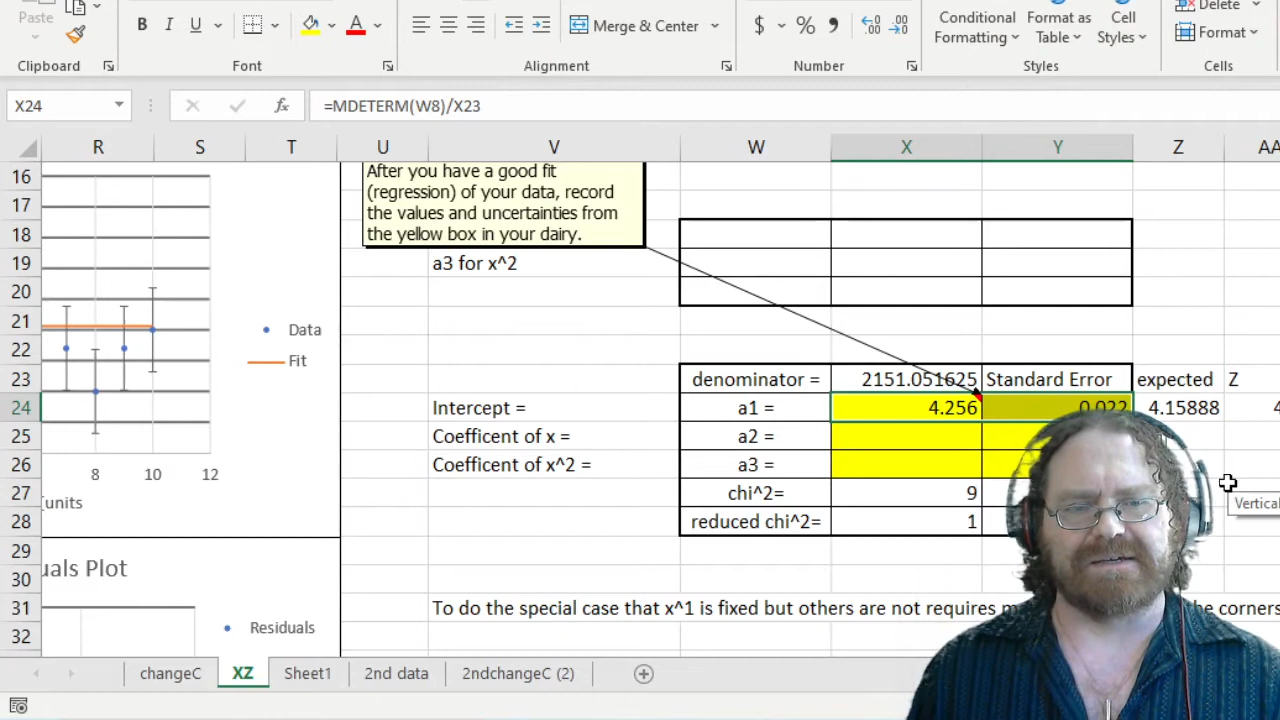 Paste
B I U A
Merge & Center
$ % 9
Conditional Formatting
Format as Table
Cell Styles
Delete
Format
Clipboard Font Alignment Number Styles Cells
X24 fx =MDETERM(W8)/X23
R S T U V W X Y Z AA
16
17
18
19
20
21
22
23
24
25
26
27
28
29
30
31
32
After you have a good fit
(regression) of your data, record
the values and uncertainties from
the yellow box in your dairy.
a3 for x^2
Data
Fit
8 10 12
units
uals Plot
Residuals
denominator = 2151.051625 Standard Error expected Z
Intercept = a1 = 4.256 0.022 4.15888 4
Coefficent of x = a2 =
Coefficent of x^2 = a3 =
chi^2= 9
reduced chi^2= 1
Vertical
To do the special case that x^1 is fixed but others are not requires m he corners
changeC XZ Sheet1 2nd data 2ndchangeC (2)